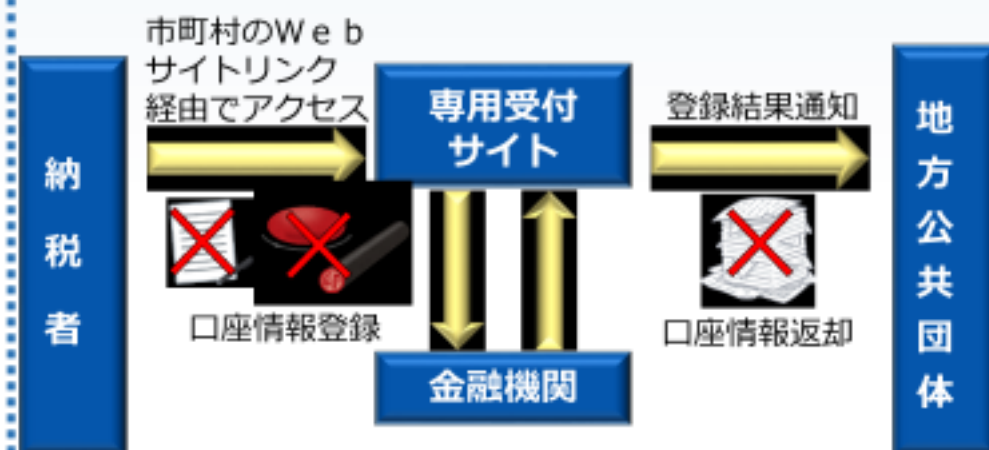 市町村のＷｅｂ
サイトリンク
経由でアクセス
納税者
口座情報登録
専用受付
サイト
金融機関
登録結果通知
口座情報返却
地方公共団体